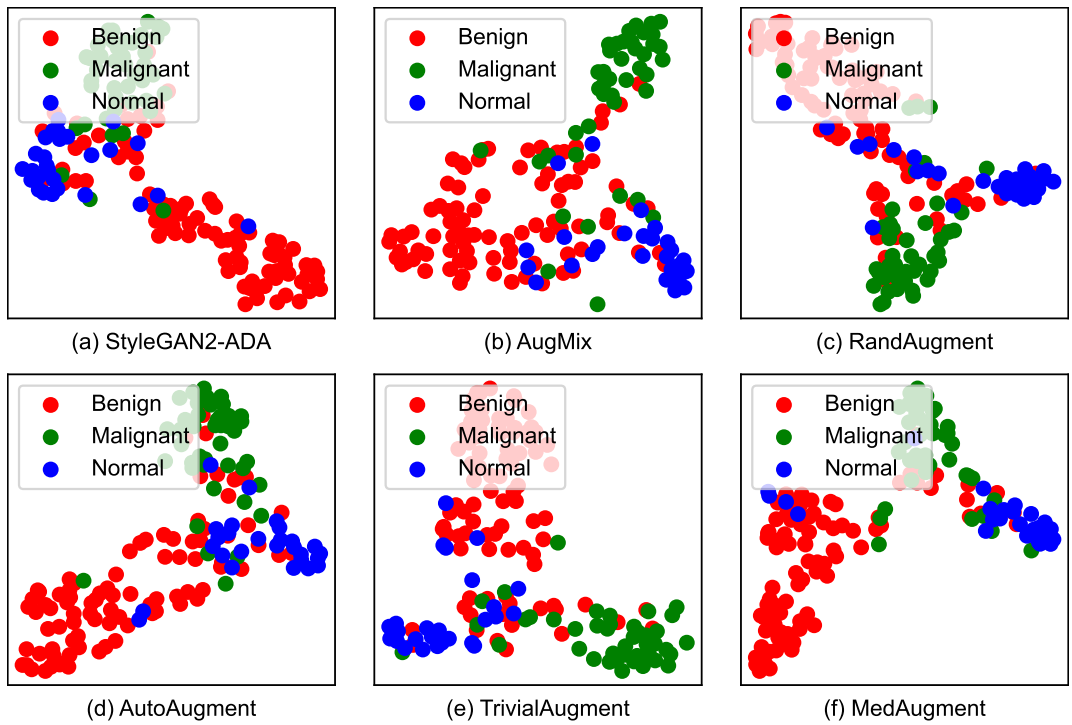 Benign
Malignant
Normal
(a) StyleGAN2-ADA
Benign
Malignant
Normal
(b) AugMix
Benign
Malignant
Normal
(c) RandAugment
Benign
Malignant
Normal
(d) AutoAugment
Benign
Malignant
Normal
(e) TrivialAugment
Benign
Malignant
Normal
(f) MedAugment